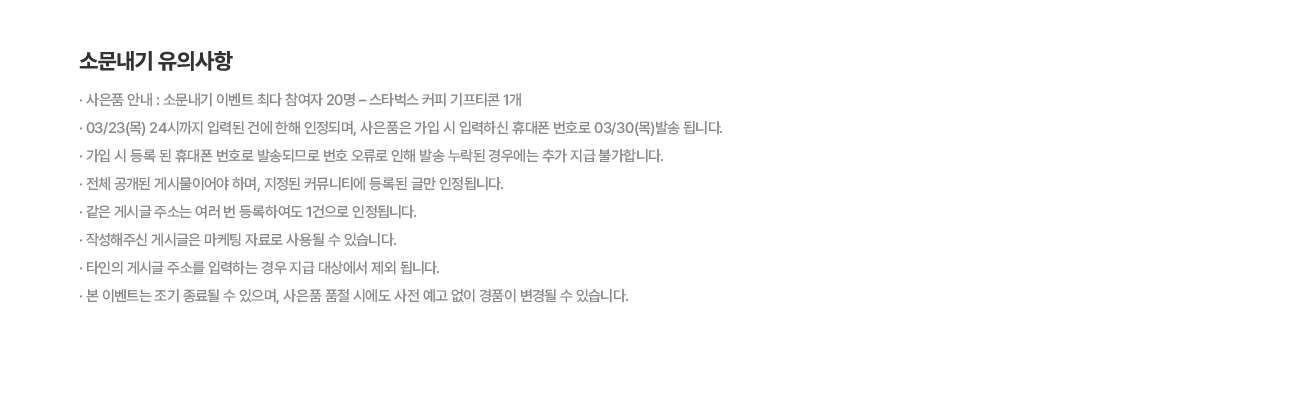 소문내기 유의사항
· 사은품 안내 : 소문내기 이벤트 최다 참여자 20명 – 스타벅스 커피 기프티콘 1개
· 03/23(목) 24시까지 입력된 건에 한해 인정되며, 사은품은 가입 시 입력하신 휴대폰 번호로 03/30(목)발송 됩니다.
· 가입 시 등록 된 휴대폰 번호로 발송되므로 번호 오류로 인해 발송 누락된 경우에는 추가 지급 불가합니다.
· 전체 공개된 게시물이어야 하며, 지정된 커뮤니티에 등록된 글만 인정됩니다.
· 같은 게시글 주소는 여러 번 등록하여도 1건으로 인정됩니다.
· 작성해주신 게시글은 마케팅 자료로 사용될 수 있습니다.
· 타인의 게시글 주소를 입력하는 경우 지급 대상에서 제외 됩니다.
· 본 이벤트는 조기 종료될 수 있으며, 사은품 품절 시에도 사전 예고 없이 경품이 변경될 수 있습니다.